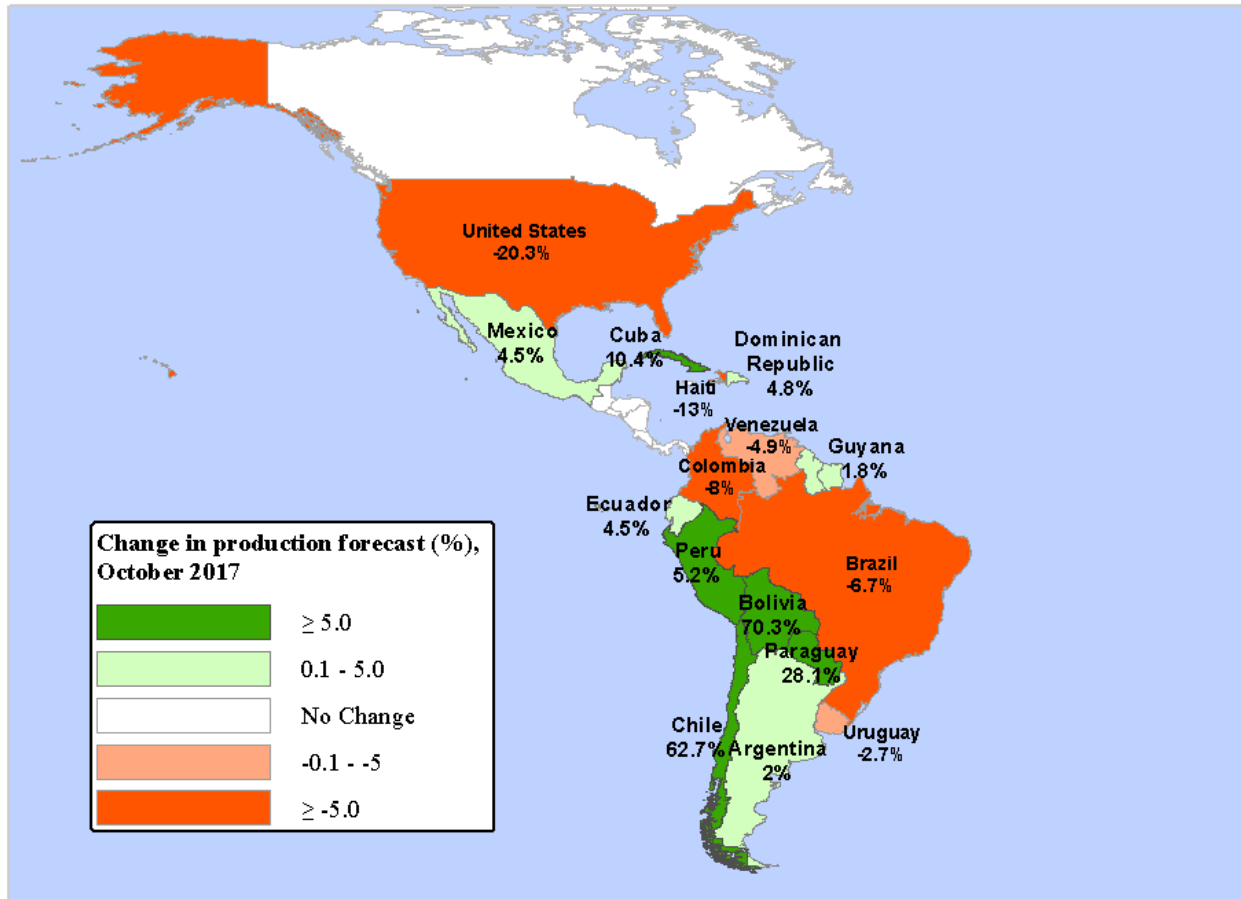 United States
-20.3%
Mexico
4.5%
Cuba
10.4%
Dominican
Republic
4.8%
Haiti
-13%
Venezuela
-4.9%
Guyana
1.8%
Colombia
-8%
Ecuador
4.5%
Peru
5.2%
Brazil
-6.7%
Bolivia
70.3%
Paraguay
28.1%
Chile
62.7%
Argentina
2%
Uruguay
-2.7%
Change in production forecast (%),
October 2017
≥ 5.0
0.1 - 5.0
No Change
-0.1 - -5
≥ -5.0